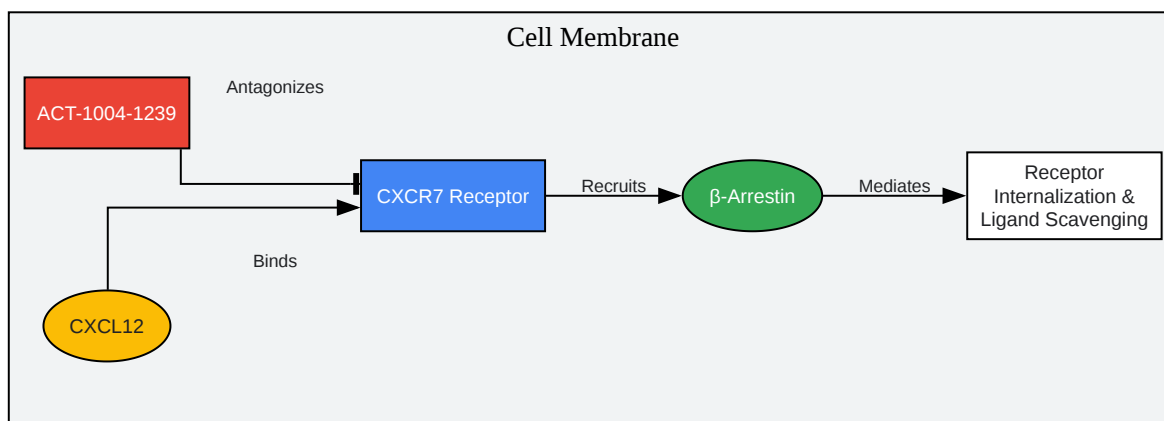 Cell Membrane
Antagonizes
ACT-1004-1239
CXCR7 Receptor
Recruits
β-Arrestin
Mediates
Receptor
Internalization &
Ligand Scavenging
Binds
CXCL12